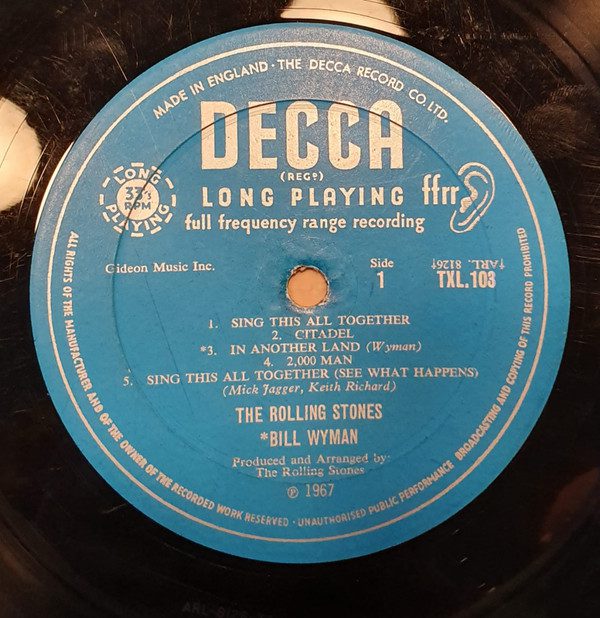 MADE IN ENGLAND · THE DECCA RECORD CO. LTD.
DECCA
(REGD)
LONG PLAYING
ffrr
full frequency range recording
LONG
33⅓
RPM
PLAYING
Gideon Music Inc.
Side
1
†ARL. 8126†
TXL.103
1. SING THIS ALL TOGETHER
2. CITADEL
*3. IN ANOTHER LAND (Wyman)
4. 2,000 MAN
5. SING THIS ALL TOGETHER (SEE WHAT HAPPENS)
(Mick Jagger, Keith Richard)
THE ROLLING STONES
*BILL WYMAN
Produced and Arranged by:
The Rolling Stones
℗ 1967
ALL RIGHTS OF THE MANUFACTURER AND OF THE OWNER OF THE RECORDED WORK RESERVED · UNAUTHORISED PUBLIC PERFORMANCE BROADCASTING AND COPYING OF THIS RECORD PROHIBITED